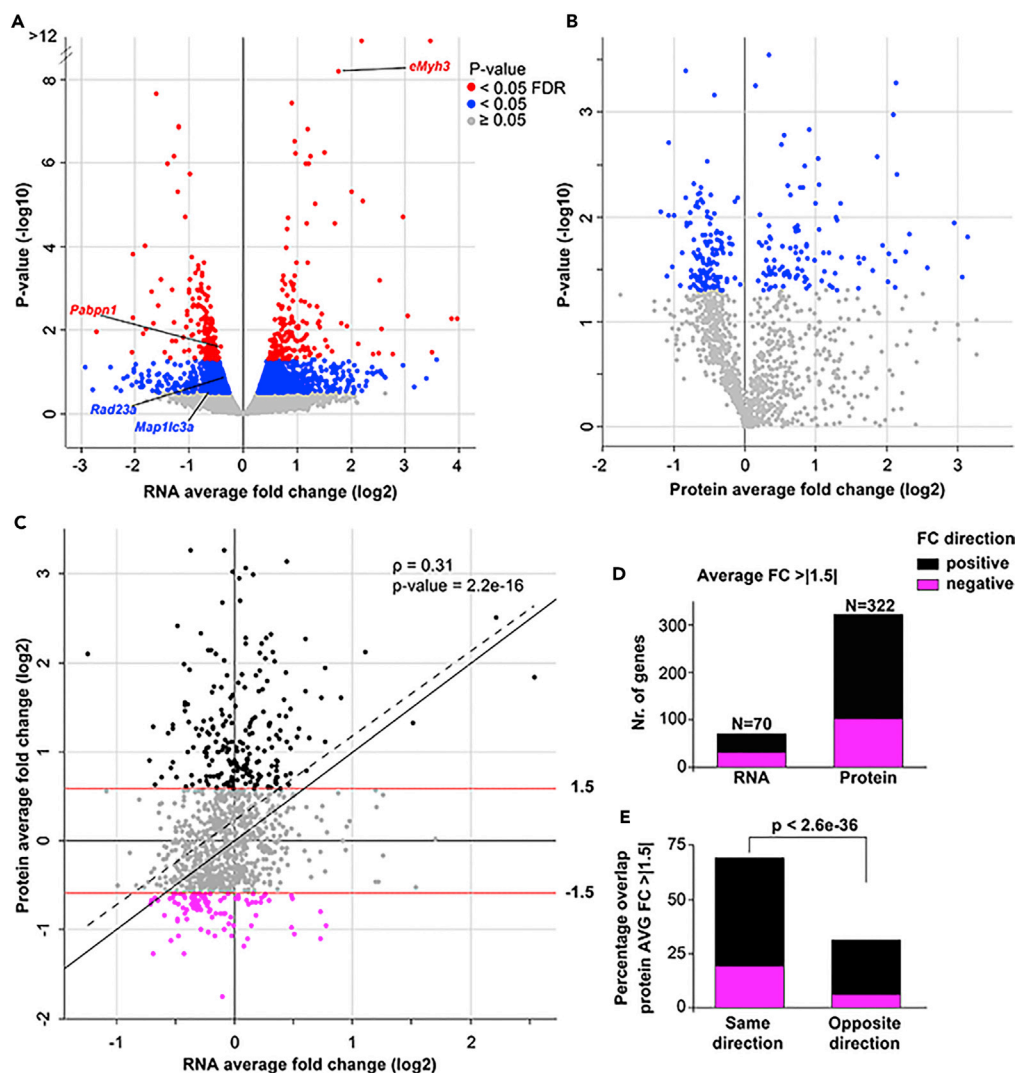 A
>12
8
6
4
2
0
P-value (-log10)
eMyh3
P-value
< 0.05 FDR
< 0.05
≥ 0.05
Pabpn1
Rad23a
Map1lc3a
-3 -2 -1 0 1 2 3 4
RNA average fold change (log2)
B
3
2
1
0
P-value (-log10)
-2 -1 0 1 2 3
Protein average fold change (log2)
C
3
2
1
0
-1
-2
Protein average fold change (log2)
ρ = 0.31
p-value = 2.2e-16
1.5
-1.5
-1 0 1 2
RNA average fold change (log2)
FC direction
positive
negative
D
Average FC >|1.5|
N=322
N=70
300
200
100
0
Nr. of genes
RNA Protein
E
p < 2.6e-36
75
50
25
0
Percentage overlap
protein AVG FC >|1.5|
Same Opposite
direction direction